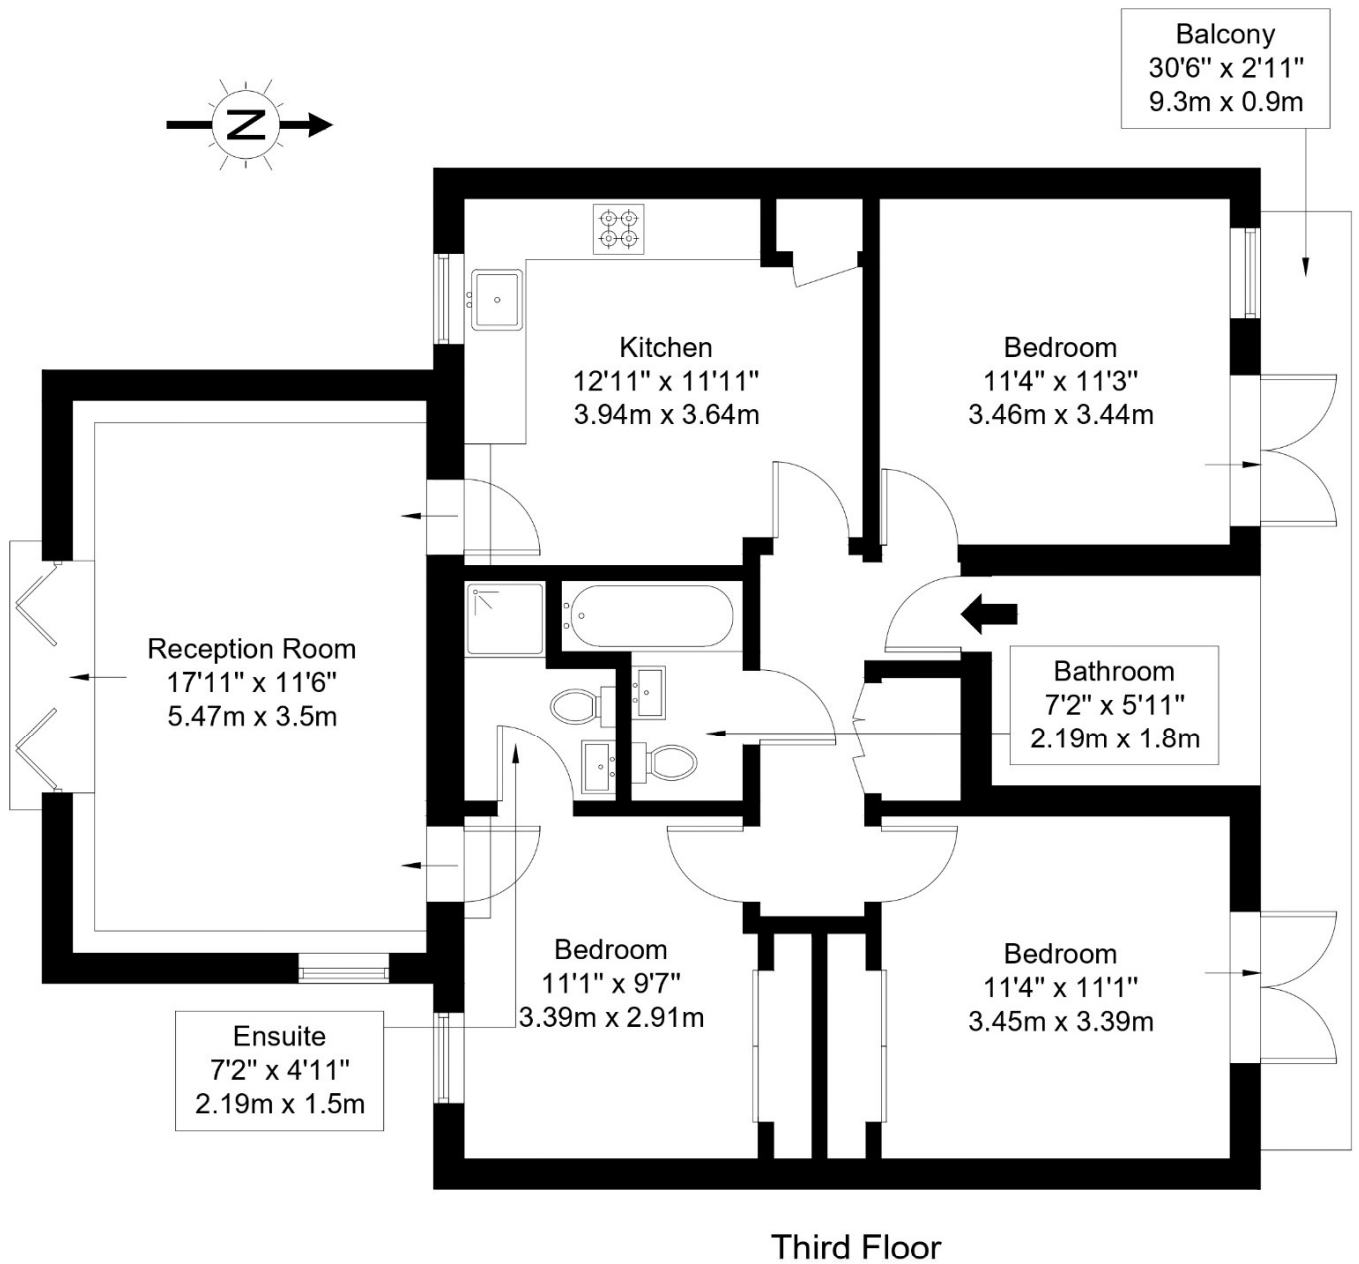 Balcony
30'6" x 2'11"
9.3m x 0.9m
N
Kitchen
12'11" x 11'11"
3.94m x 3.64m
Bedroom
11'4" x 11'3"
3.46m x 3.44m
Reception Room
17'11" x 11'6"
5.47m x 3.5m
Bathroom
7'2" x 5'11"
2.19m x 1.8m
Bedroom
11'1" x 9'7"
3.39m x 2.91m
Bedroom
11'4" x 11'1"
3.45m x 3.39m
Ensuite
7'2" x 4'11"
2.19m x 1.5m
Third Floor